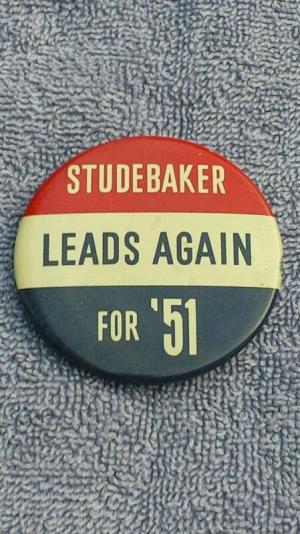 STUDEBAKER
LEADS AGAIN
FOR '51